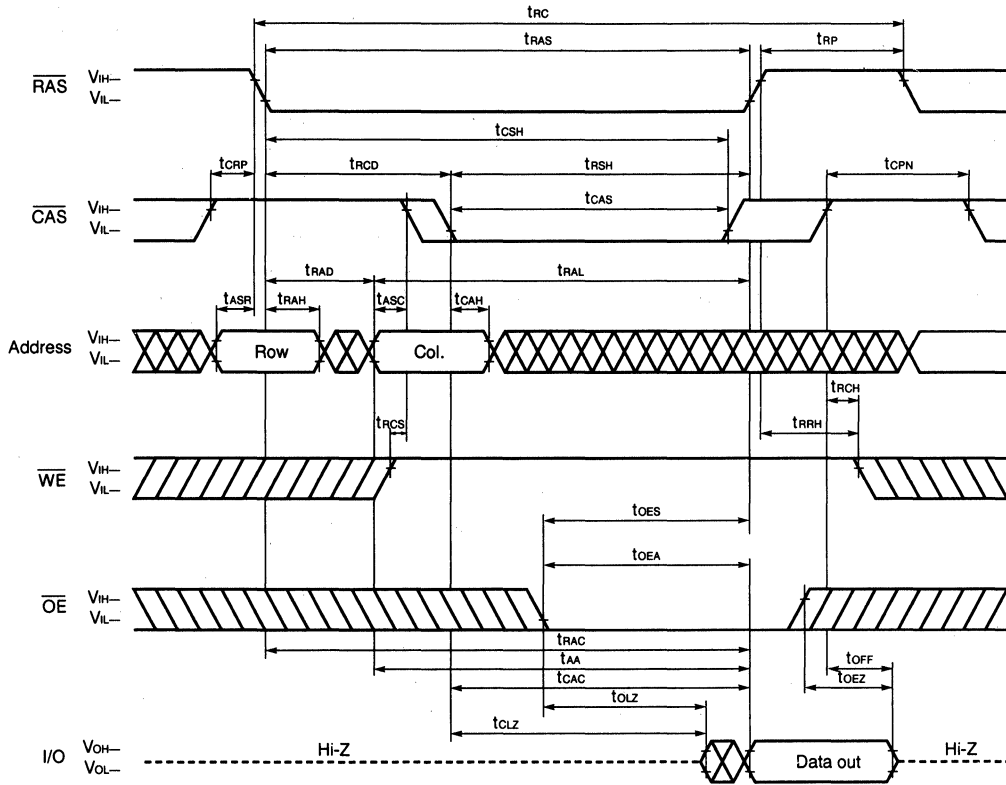 tRC
tRAS tRP
RAS VIH– VIL–
tCSH
tCRP tRCD tRSH tCPN
CAS VIH– VIL– tCAS
tRAD tRAL
tASR tRAH tASC tCAH
Address VIH– VIL– Row Col.
tRCH
tRCS tRRH
WE VIH– VIL–
tOES
tOEA
OE VIH– VIL–
tRAC
tAA tOFF
tCAC tOEZ
tOLZ
tCLZ
I/O VOH– VOL– Hi-Z Data out Hi-Z